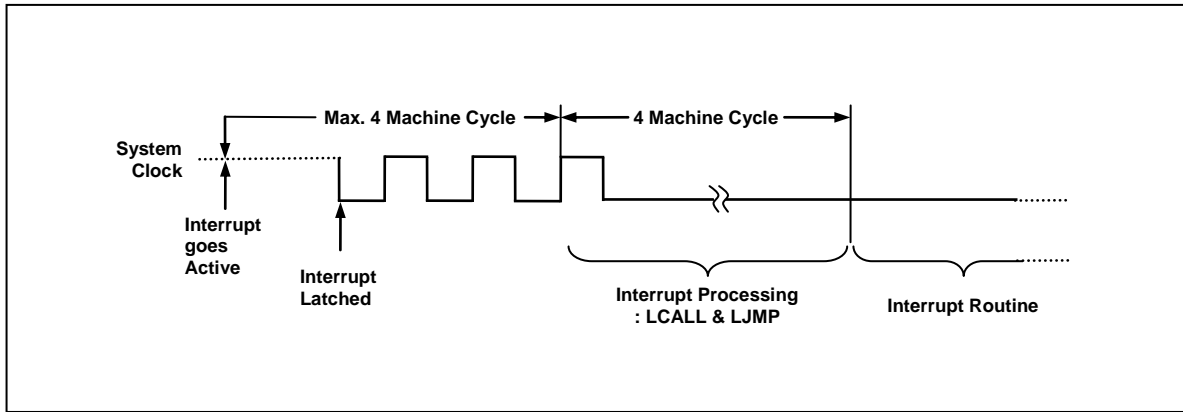 Max. 4 Machine Cycle
4 Machine Cycle
System
Clock
Interrupt
goes
Active
Interrupt
Latched
Interrupt Processing
: LCALL & LJMP
Interrupt Routine